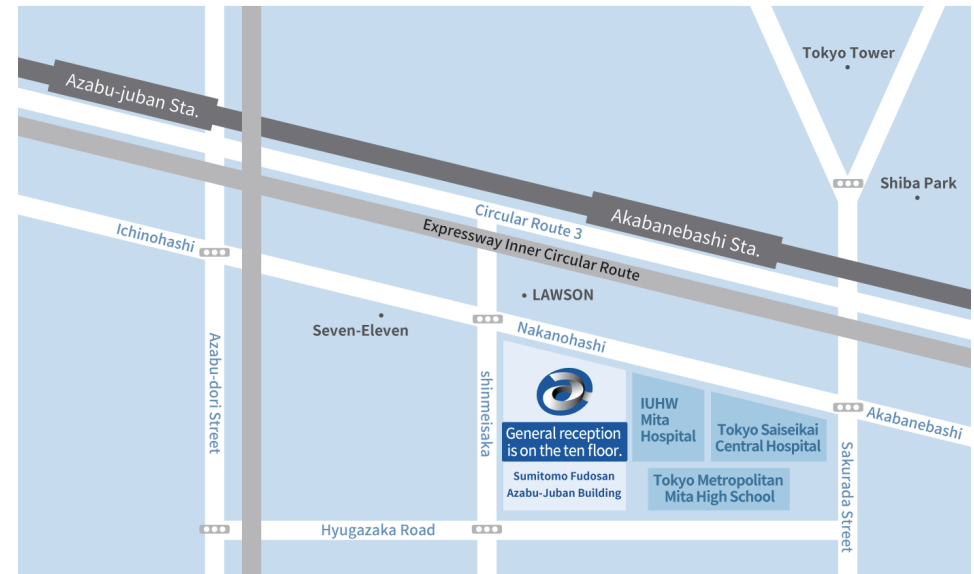 Tokyo Tower
Azabu-juban Sta.
Shiba Park
Circular Route 3
Akabanebashi Sta.
Expressway Inner Circular Route
Ichinohashi
LAWSON
Seven-Eleven
Nakanohashi
Azabu-dori Street
shinmeisaka
IUHW
Mita
Hospital
Akabanebashi
General reception
is on the ten floor.
Tokyo Saiseikai
Central Hospital
Sakurada Street
Sumitomo Fudosan
Azabu-Juban Building
Tokyo Metropolitan
Mita High School
Hyugazaka Road